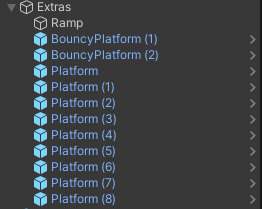 Extras
Ramp
BouncyPlatform (1)
BouncyPlatform (2)
Platform
Platform (1)
Platform (2)
Platform (3)
Platform (4)
Platform (5)
Platform (6)
Platform (7)
Platform (8)